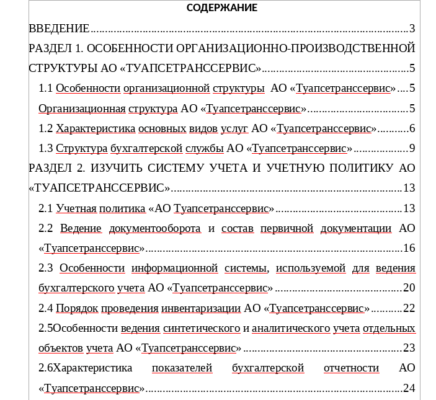 СОДЕРЖАНИЕ
ВВЕДЕНИЕ....................................................................................................3
РАЗДЕЛ 1. ОСОБЕННОСТИ ОРГАНИЗАЦИОННО-ПРОИЗВОДСТВЕННОЙ
СТРУКТУРЫ АО «ТУАПСЕТРАНССЕРВИС»................................................5
1.1 Особенности организационной структуры АО «Туапсетранссервис»....5
Организационная структура АО «Туапсетранссервис»................................5
1.2 Характеристика основных видов услуг АО «Туапсетранссервис»..........6
1.3 Структура бухгалтерской службы АО «Туапсетранссервис»..................9
РАЗДЕЛ 2. ИЗУЧИТЬ СИСТЕМУ УЧЕТА И УЧЕТНУЮ ПОЛИТИКУ АО
«ТУАПСЕТРАНССЕРВИС»..........................................................................13
2.1 Учетная политика «АО Туапсетранссервис»..........................................13
2.2 Ведение документооборота и состав первичной документации АО
«Туапсетранссервис»...................................................................................16
2.3 Особенности информационной системы, используемой для ведения
бухгалтерского учета АО «Туапсетранссервис» .........................................20
2.4 Порядок проведения инвентаризации АО «Туапсетранссервис»..........22
2.5Особенности ведения синтетического и аналитического учета отдельных
объектов учета АО «Туапсетранссервис» ...................................................23
2.6Характеристика показателей бухгалтерской отчетности АО
«Туапсетранссервис»...................................................................................24